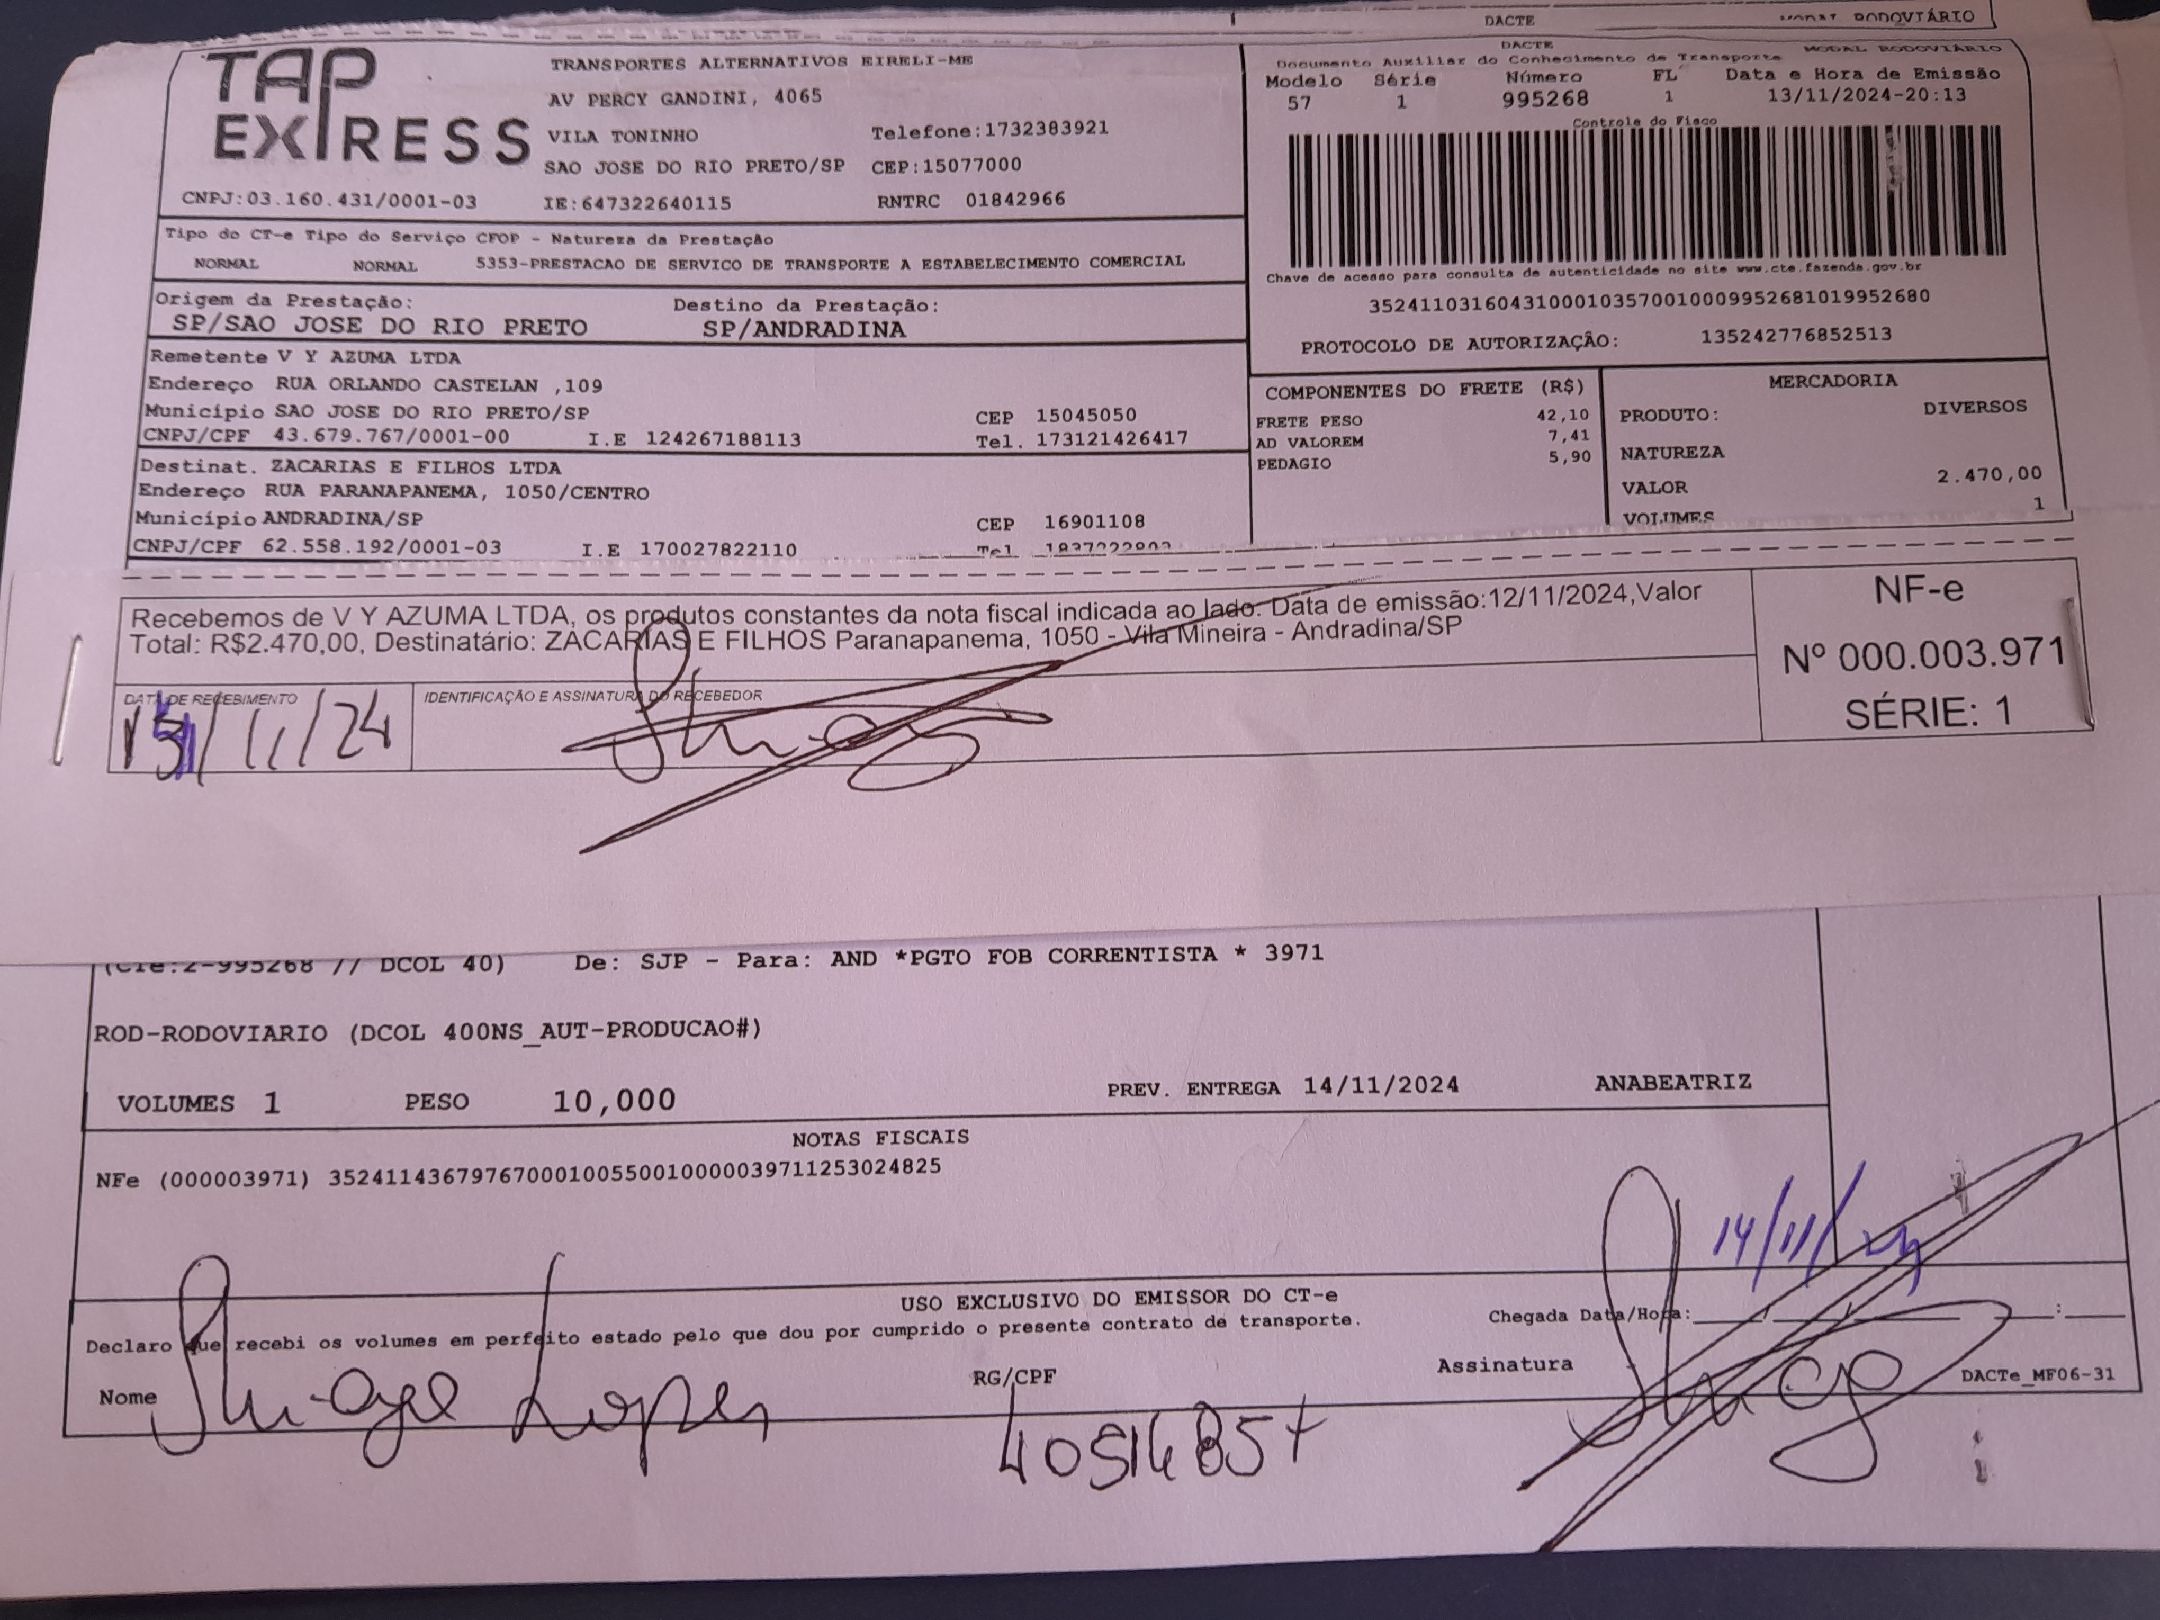 DACTE
MODAL RODOVIÁRIO
TAP EXPRESS
TRANSPORTES ALTERNATIVOS EIRELI-ME
AV PERCY GANDINI, 4065
VILA TONINHO Telefone:1732383921
SAO JOSE DO RIO PRETO/SP CEP:15077000
CNPJ:03.160.431/0001-03 IE:647322640115 RNTRC 01842966
DACTE
MODAL RODOVIÁRIO
Documento Auxiliar do Conhecimento de Transporte
Modelo Série Número FL Data e Hora de Emissão
57 1 995268 1 13/11/2024-20:13
Controle do Fisco
Chave de acesso para consulta de autenticidade no site www.cte.fazenda.gov.br
35241103160431000103570010009952681019952680
PROTOCOLO DE AUTORIZAÇÃO: 135242776852513
Tipo do CT-e Tipo do Serviço CFOP - Natureza da Prestação
NORMAL NORMAL 5353-PRESTACAO DE SERVICO DE TRANSPORTE A ESTABELECIMENTO COMERCIAL
Origem da Prestação: Destino da Prestação:
SP/SAO JOSE DO RIO PRETO SP/ANDRADINA
Remetente V Y AZUMA LTDA
Endereço RUA ORLANDO CASTELAN ,109
Município SAO JOSE DO RIO PRETO/SP CEP 15045050
CNPJ/CPF 43.679.767/0001-00 I.E 124267188113 Tel. 173121426417
Destinat. ZACARIAS E FILHOS LTDA
Endereço RUA PARANAPANEMA, 1050/CENTRO
Município ANDRADINA/SP CEP 16901108
CNPJ/CPF 62.558.192/0001-03 I.E 170027822110 Tel
COMPONENTES DO FRETE (R$)
FRETE PESO 42,10
AD VALOREM 7,41
PEDAGIO 5,90
MERCADORIA
PRODUTO: DIVERSOS
NATUREZA
VALOR 2.470,00
VOLUMES 1
Recebemos de V Y AZUMA LTDA, os produtos constantes da nota fiscal indicada ao lado. Data de emissão:12/11/2024,Valor
Total: R$2.470,00, Destinatário: ZACARIAS E FILHOS Paranapanema, 1050 - Vila Mineira - Andradina/SP
DATA DE RECEBIMENTO IDENTIFICAÇÃO E ASSINATURA DO RECEBEDOR
/11/24
NF-e
Nº 000.003.971
SÉRIE: 1
(Cte:2-995268 // DCOL 40) De: SJP - Para: AND *PGTO FOB CORRENTISTA * 3971
ROD-RODOVIARIO (DCOL 400NS_AUT-PRODUCAO#)
VOLUMES 1 PESO 10,000 PREV. ENTREGA 14/11/2024 ANABEATRIZ
NOTAS FISCAIS
NFe (000003971) 35241143679767000100550010000039711253024825
14/11/24
USO EXCLUSIVO DO EMISSOR DO CT-e
Declaro que recebi os volumes em perfeito estado pelo que dou por cumprido o presente contrato de transporte.
Chegada Data/Hora:
Nome Lopes RG/CPF Assinatura
DACTe_MF06-31